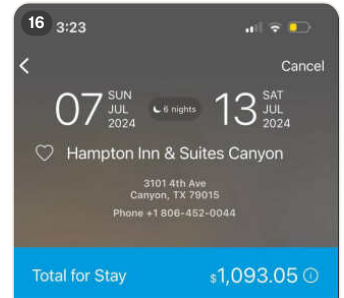 16
3:23
Cancel
07 SUN JUL 2024
6 nights
13 SAT JUL 2024
Hampton Inn & Suites Canyon
3101 4th Ave
Canyon, TX 79015
Phone +1 806-452-0044
Total for Stay $1,093.05